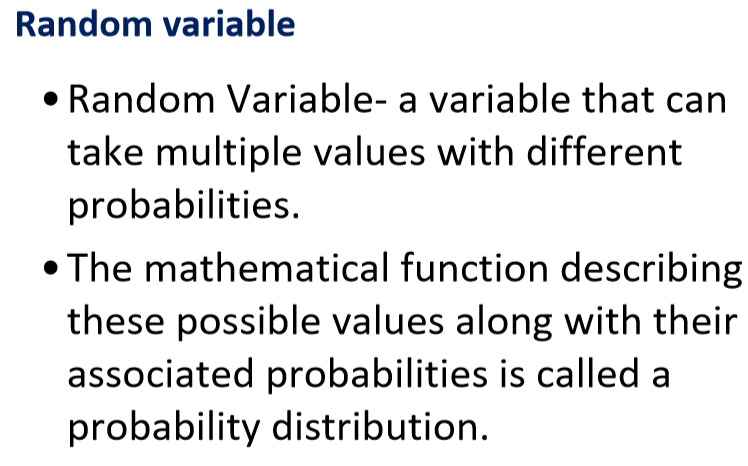 Random variable
• Random Variable- a variable that can
take multiple values with different
probabilities.
• The mathematical function describing
these possible values along with their
associated probabilities is called a
probability distribution.